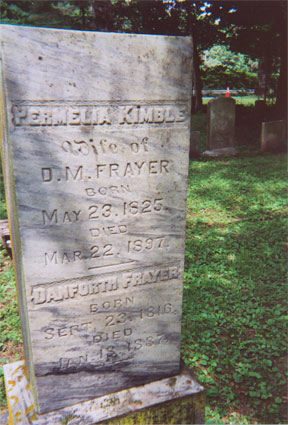 PERMELIA KIMBLE
Wife of
D.M. FRAYER
BORN
MAY 23. 1825.
DIED
MAR. 22. 1897.
DANFORTH FRAYER
BORN
SEPT. 23. 1816.
DIED
JAN. 13. 1887.